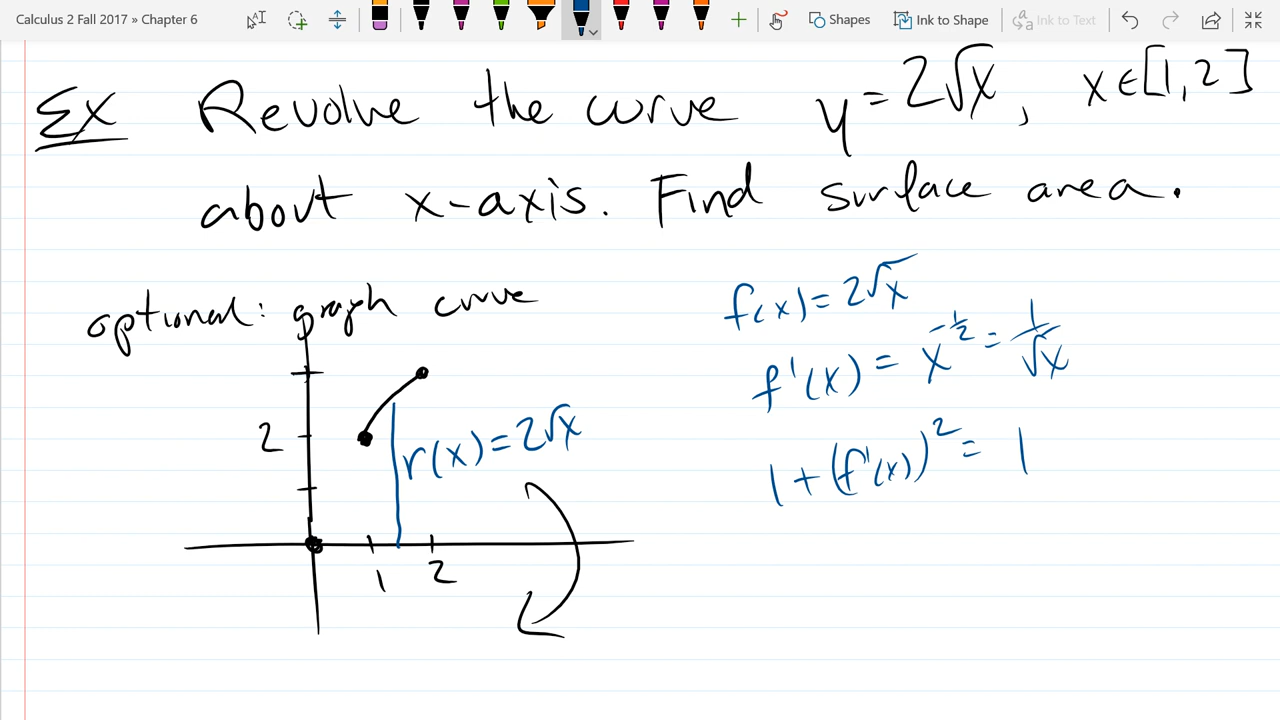 Calculus 2 Fall 2017 » Chapter 6
Shapes
Ink to Shape
Ink to Text
Ex Revolve the curve y = 2√x, x∈[1,2]
about x-axis. Find surface area.
optional: graph curve
f(x) = 2√x
f'(x) = x^(-1/2) = 1/√x
2
r(x) = 2√x
1 + (f'(x))² = 1
1 2